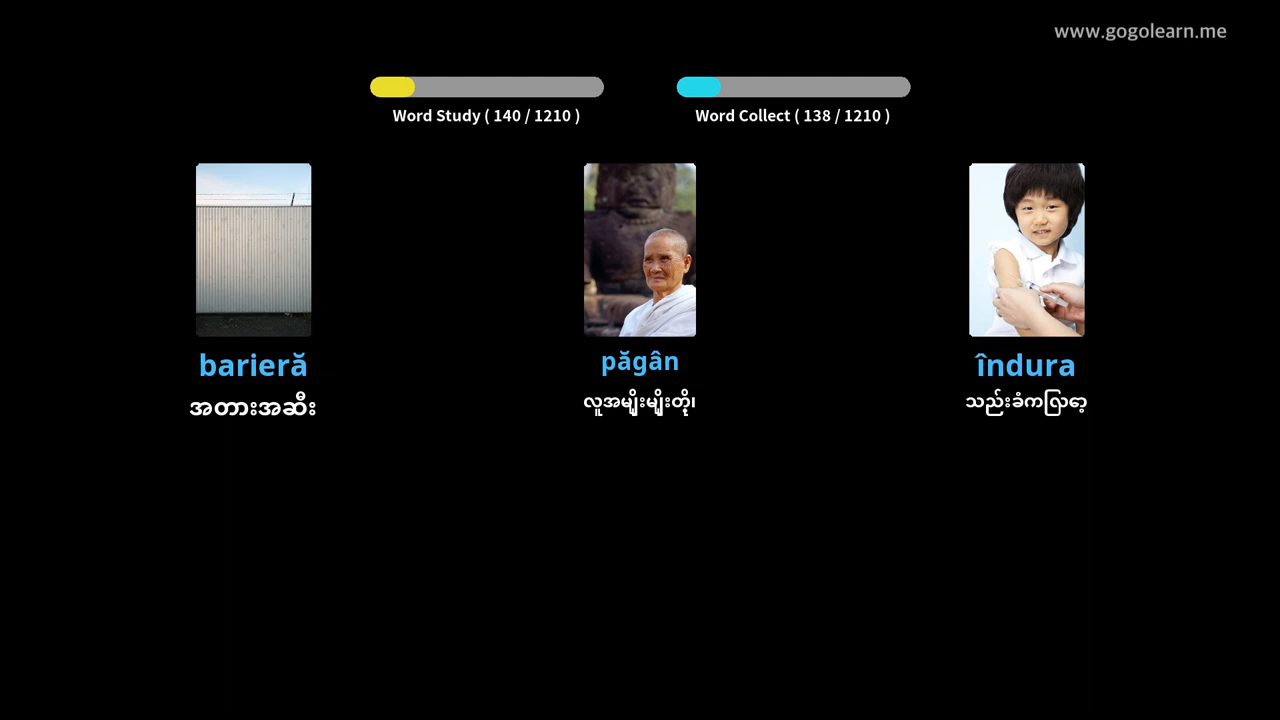 www.gogolearn.me
Word Study ( 140 / 1210 )
Word Collect ( 138 / 1210 )
barieră
păgân
îndura
အတားအဆီး
လူအမျိုးမျိုးတို့၊
သည်းခံကြလော့